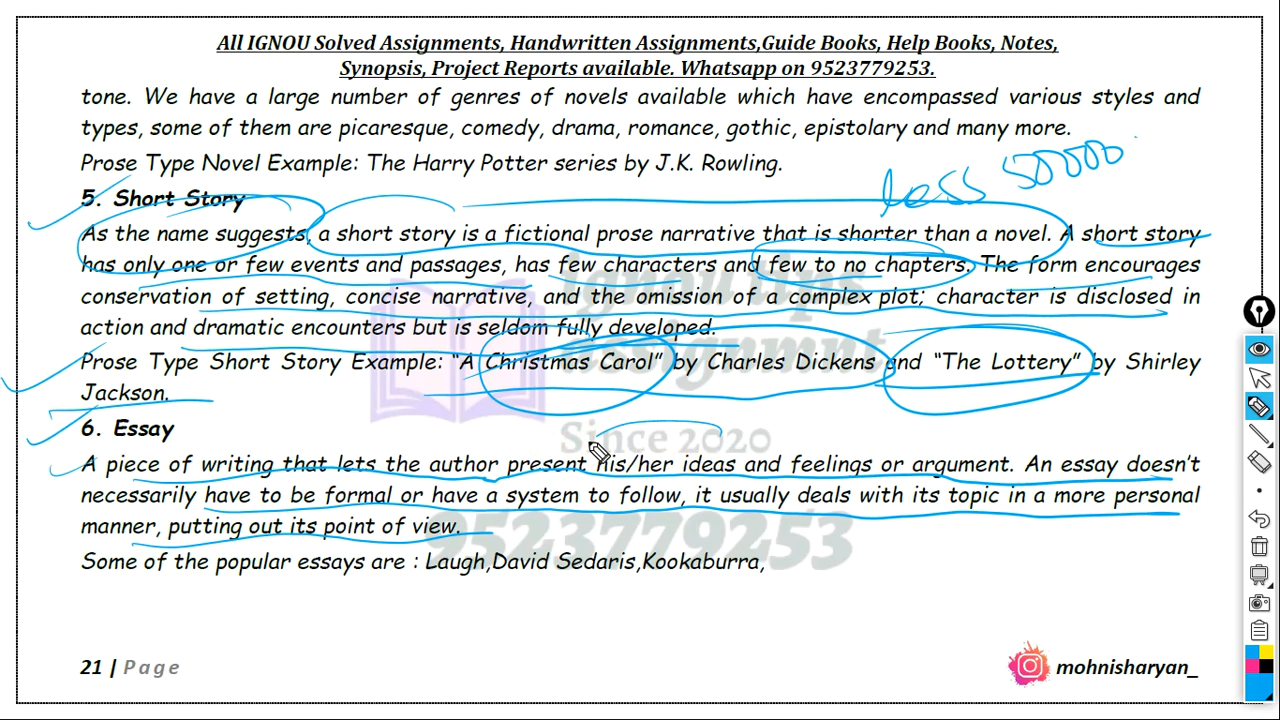 All IGNOU Solved Assignments, Handwritten Assignments,Guide Books, Help Books, Notes,
Synopsis, Project Reports available. Whatsapp on 9523779253.
tone. We have a large number of genres of novels available which have encompassed various styles and
types, some of them are picaresque, comedy, drama, romance, gothic, epistolary and many more.
Prose Type Novel Example: The Harry Potter series by J.K. Rowling.
less 50000
5. Short Story
As the name suggests, a short story is a fictional prose narrative that is shorter than a novel. A short story
has only one or few events and passages, has few characters and few to no chapters. The form encourages
conservation of setting, concise narrative, and the omission of a complex plot; character is disclosed in
action and dramatic encounters but is seldom fully developed.
Prose Type Short Story Example: “A Christmas Carol” by Charles Dickens and “The Lottery” by Shirley
Jackson.
6. Essay
A piece of writing that lets the author present his/her ideas and feelings or argument. An essay doesn’t
necessarily have to be formal or have a system to follow, it usually deals with its topic in a more personal
manner, putting out its point of view.
Some of the popular essays are : Laugh,David Sedaris,Kookaburra,
ignou tips
assignment
Since 2020
9523779253
21 | Page
mohnisharyan_